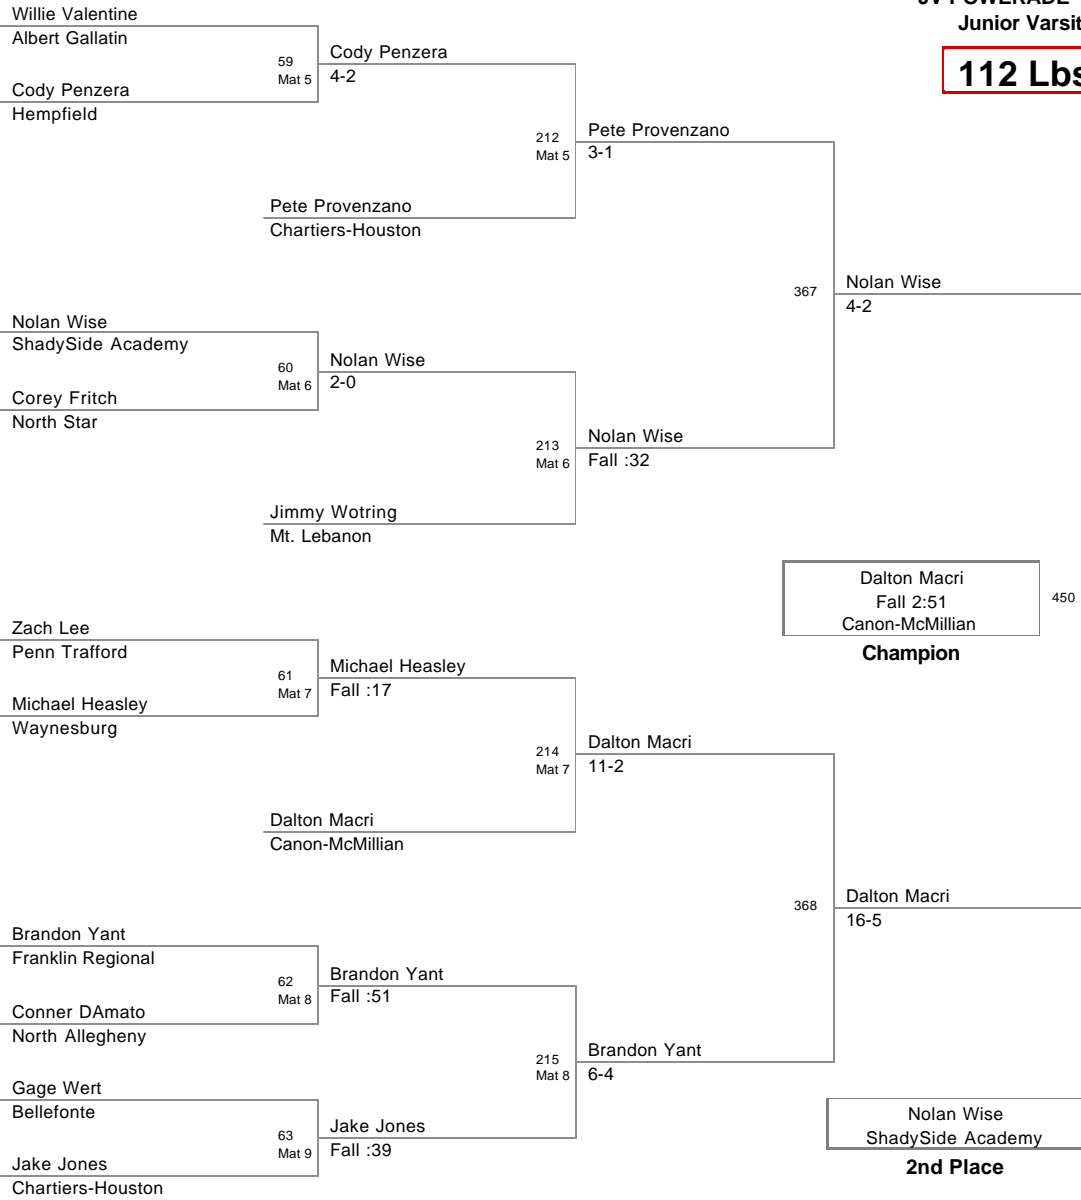 JV POWERADE
Junior Varsit
112 Lbs
Willie Valentine
Albert Gallatin
59
Mat 5
Cody Penzera
4-2
Cody Penzera
Hempfield
212
Mat 5
Pete Provenzano
3-1
Pete Provenzano
Chartiers-Houston
367
Nolan Wise
4-2
Nolan Wise
ShadySide Academy
60
Mat 6
Nolan Wise
2-0
Corey Fritch
North Star
213
Mat 6
Nolan Wise
Fall :32
Jimmy Wotring
Mt. Lebanon
Dalton Macri
Fall 2:51
Canon-McMillian
450
Champion
Zach Lee
Penn Trafford
61
Mat 7
Michael Heasley
Fall :17
Michael Heasley
Waynesburg
214
Mat 7
Dalton Macri
11-2
Dalton Macri
Canon-McMillian
368
Dalton Macri
16-5
Brandon Yant
Franklin Regional
62
Mat 8
Brandon Yant
Fall :51
Conner DAmato
North Allegheny
215
Mat 8
Brandon Yant
6-4
Gage Wert
Bellefonte
63
Mat 9
Jake Jones
Fall :39
Jake Jones
Chartiers-Houston
Nolan Wise
ShadySide Academy
2nd Place